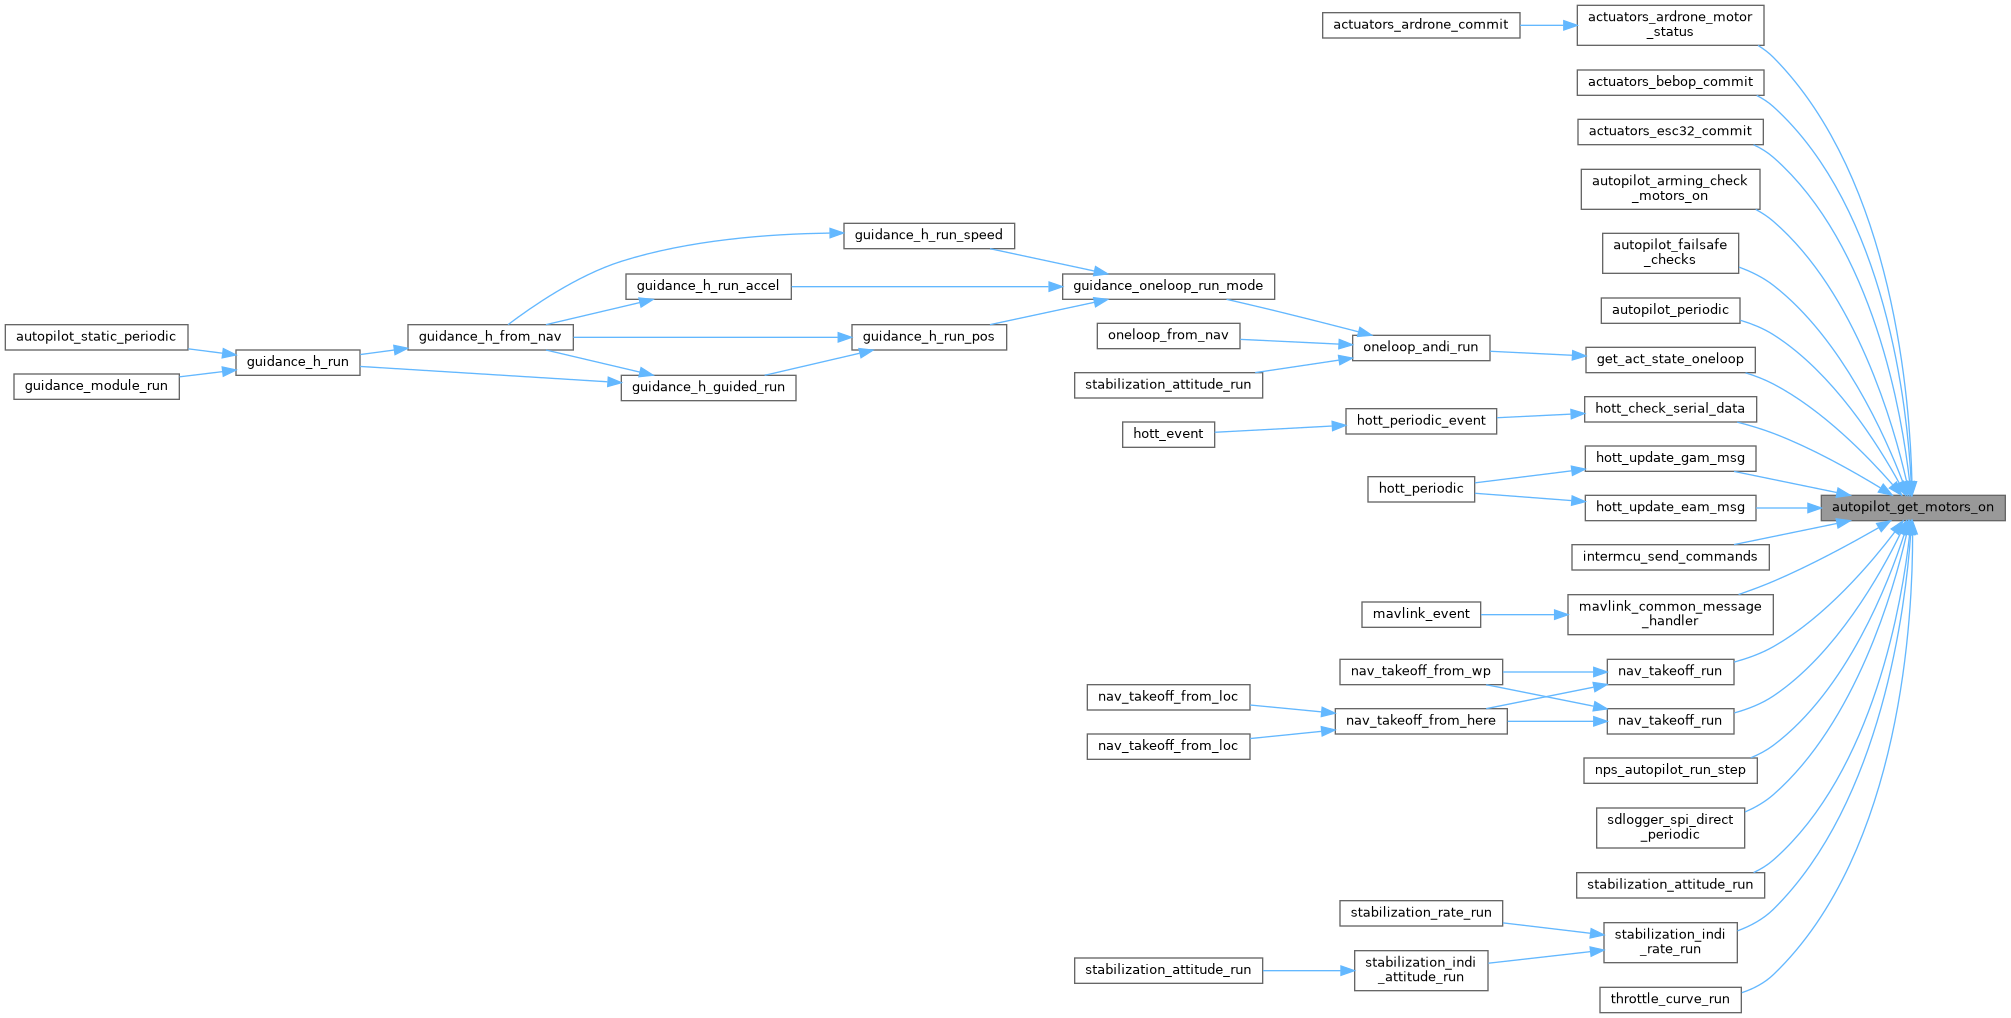 actuators_ardrone_commit
actuators_ardrone_motor
_status
actuators_bebop_commit
actuators_esc32_commit
autopilot_arming_check
_motors_on
autopilot_failsafe
_checks
autopilot_periodic
get_act_state_oneloop
hott_check_serial_data
hott_update_gam_msg
hott_update_eam_msg
intermcu_send_commands
mavlink_common_message
_handler
nav_takeoff_run
nav_takeoff_run
nps_autopilot_run_step
sdlogger_spi_direct
_periodic
stabilization_attitude_run
stabilization_indi
_rate_run
throttle_curve_run
autopilot_get_motors_on
guidance_h_run_speed
guidance_h_run_accel
guidance_oneloop_run_mode
autopilot_static_periodic
guidance_h_from_nav
guidance_h_run_pos
oneloop_from_nav
oneloop_andi_run
guidance_h_run
guidance_module_run
guidance_h_guided_run
stabilization_attitude_run
hott_event
hott_periodic_event
hott_periodic
mavlink_event
nav_takeoff_from_wp
nav_takeoff_from_loc
nav_takeoff_from_here
nav_takeoff_from_loc
stabilization_rate_run
stabilization_attitude_run
stabilization_indi
_attitude_run